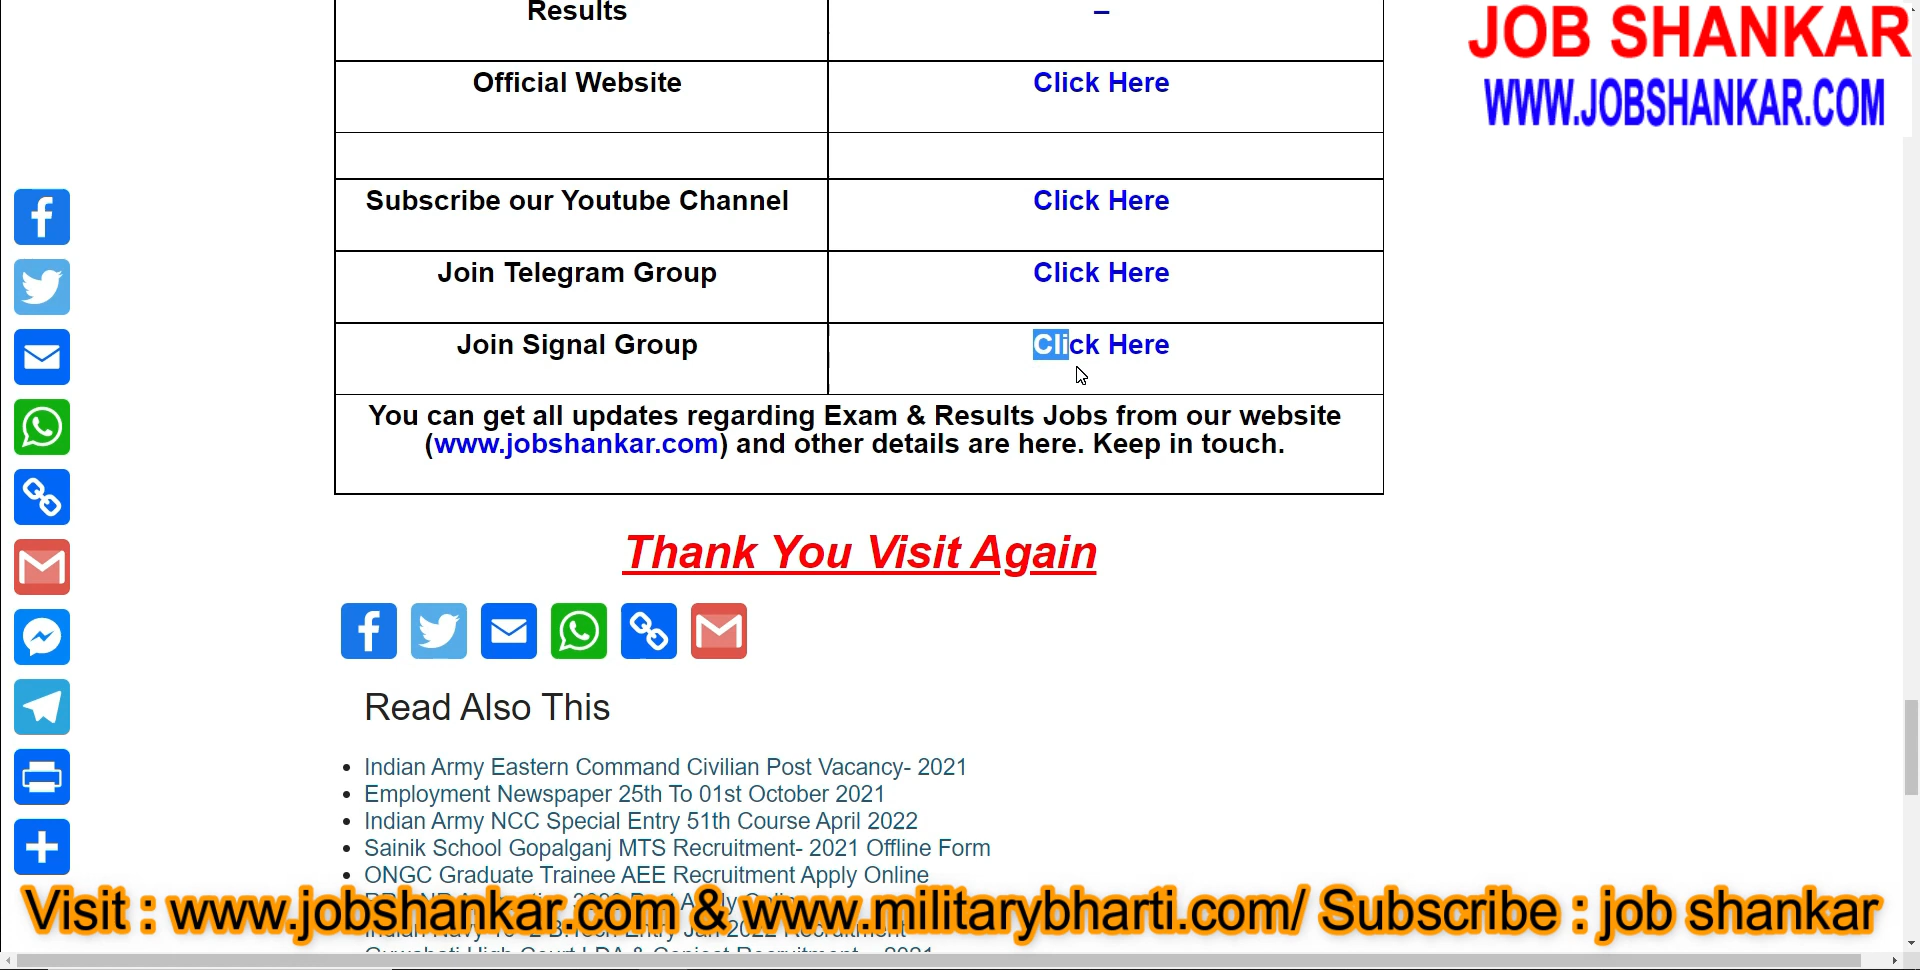 Results –
JOB SHANKAR
WWW.JOBSHANKAR.COM
Official Website Click Here
Subscribe our Youtube Channel Click Here
Join Telegram Group Click Here
Join Signal Group Click Here
You can get all updates regarding Exam & Results Jobs from our website
(www.jobshankar.com) and other details are here. Keep in touch.
Thank You Visit Again
Read Also This
• Indian Army Eastern Command Civilian Post Vacancy- 2021
• Employment Newspaper 25th To 01st October 2021
• Indian Army NCC Special Entry 51th Course April 2022
• Sainik School Gopalganj MTS Recruitment- 2021 Offline Form
• ONGC Graduate Trainee AEE Recruitment Apply Online
Visit : www.jobshankar.com & www.militarybharti.com/ Subscribe : job shankar